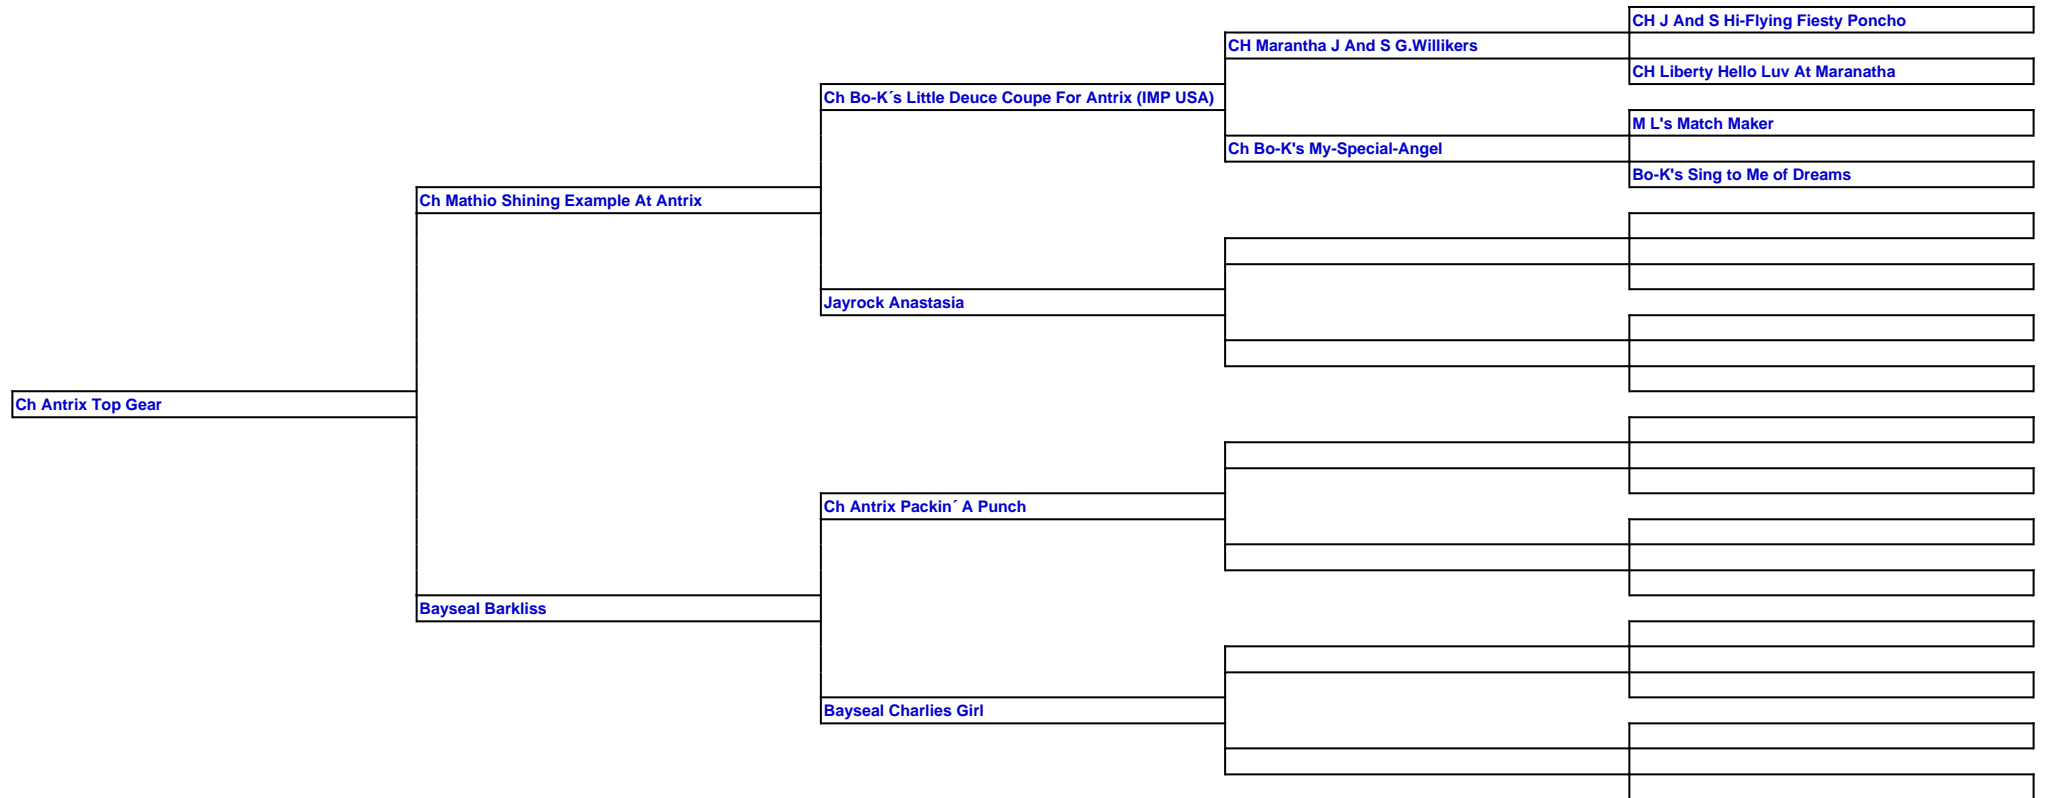 CH J And S Hi-Flying Fiesty Poncho
CH Marantha J And S G.Willikers
CH Liberty Hello Luv At Maranatha
Ch Bo-K´s Little Deuce Coupe For Antrix (IMP USA)
M L's Match Maker
Ch Bo-K's My-Special-Angel
Bo-K's Sing to Me of Dreams
Ch Mathio Shining Example At Antrix
Jayrock Anastasia
Ch Antrix Top Gear
Ch Antrix Packin´ A Punch
Bayseal Barkliss
Bayseal Charlies Girl